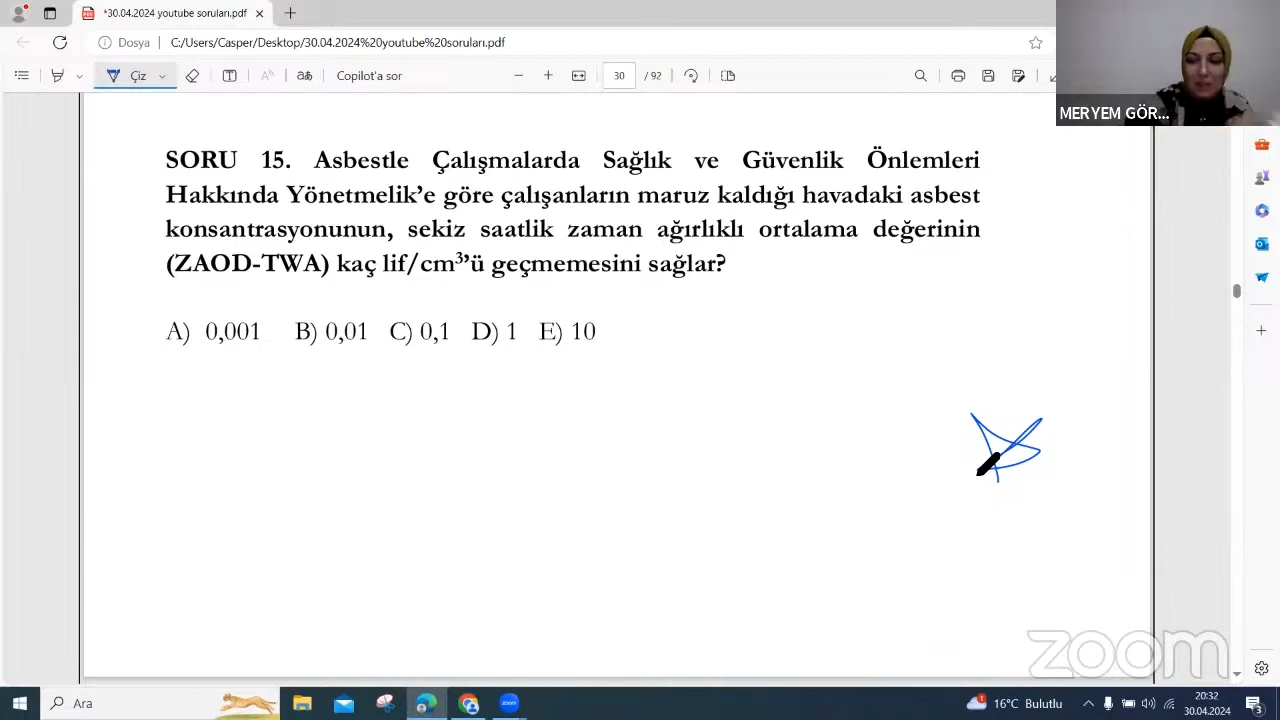 *30.04.2024 youtube soruları.pdf
Dosya
C:/Users/Casper/Desktop/30.04.2024%20youtube%20soruları.pdf
Çiz
Copilot'a sor
30
/ 92
MERYEM GÖR...
SORU 15. Asbestle Çalışmalarda Sağlık ve Güvenlik Önlemleri
Hakkında Yönetmelik’e göre çalışanların maruz kaldığı havadaki asbest
konsantrasyonunun, sekiz saatlik zaman ağırlıklı ortalama değerinin
(ZAOD-TWA) kaç lif/cm³’ü geçmemesini sağlar?
A) 0,001 B) 0,01 C) 0,1 D) 1 E) 10
zoom
Ara
zoom
1
16°C Bulutlu
20:32
30.04.2024
3